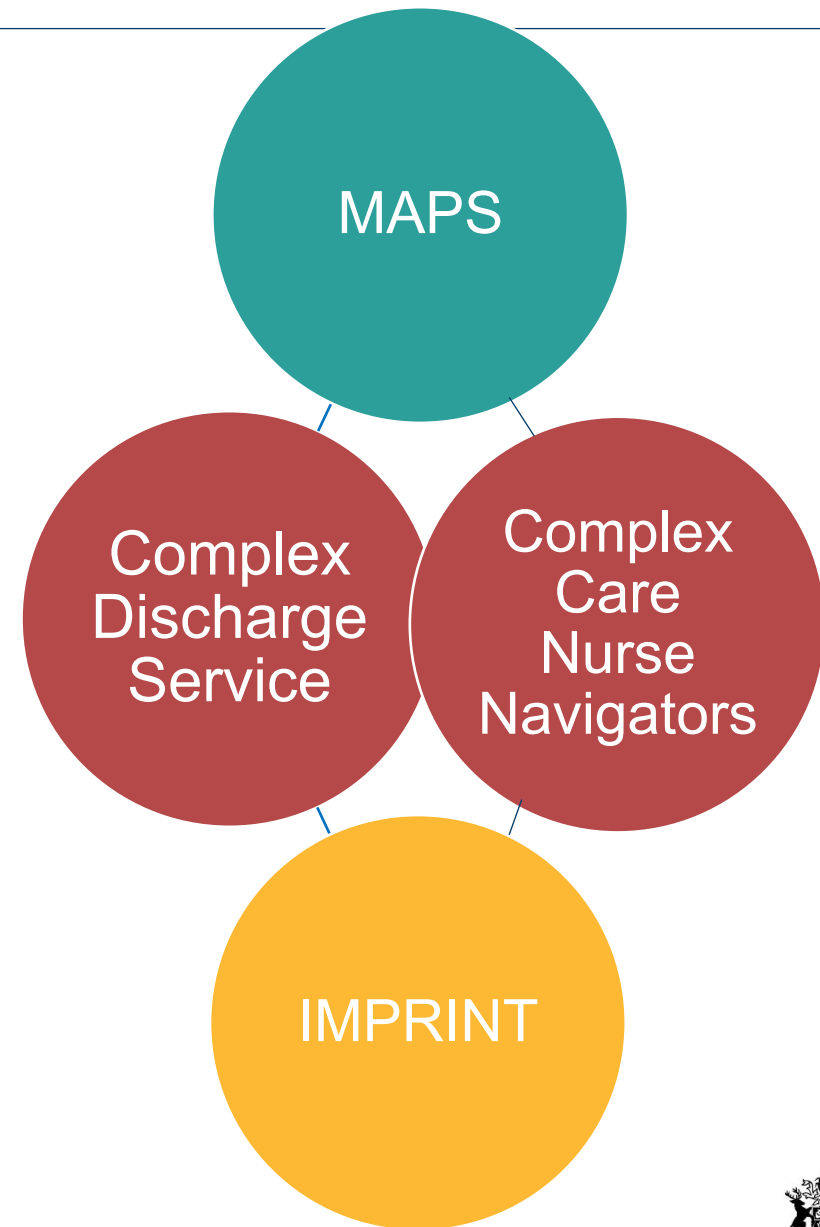 MAPS
Complex
Discharge
Service
Complex
Care
Nurse
Navigators
IMPRINT